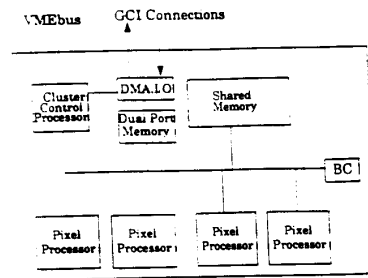 VMEbus GCI Connections
Cluster
Control
Processor
DMA.I.O
Dual Port
Memory
Shared
Memory
BC
Pixel
Processor
Pixel
Processor
Pixel
Processor
Pixel
Processor